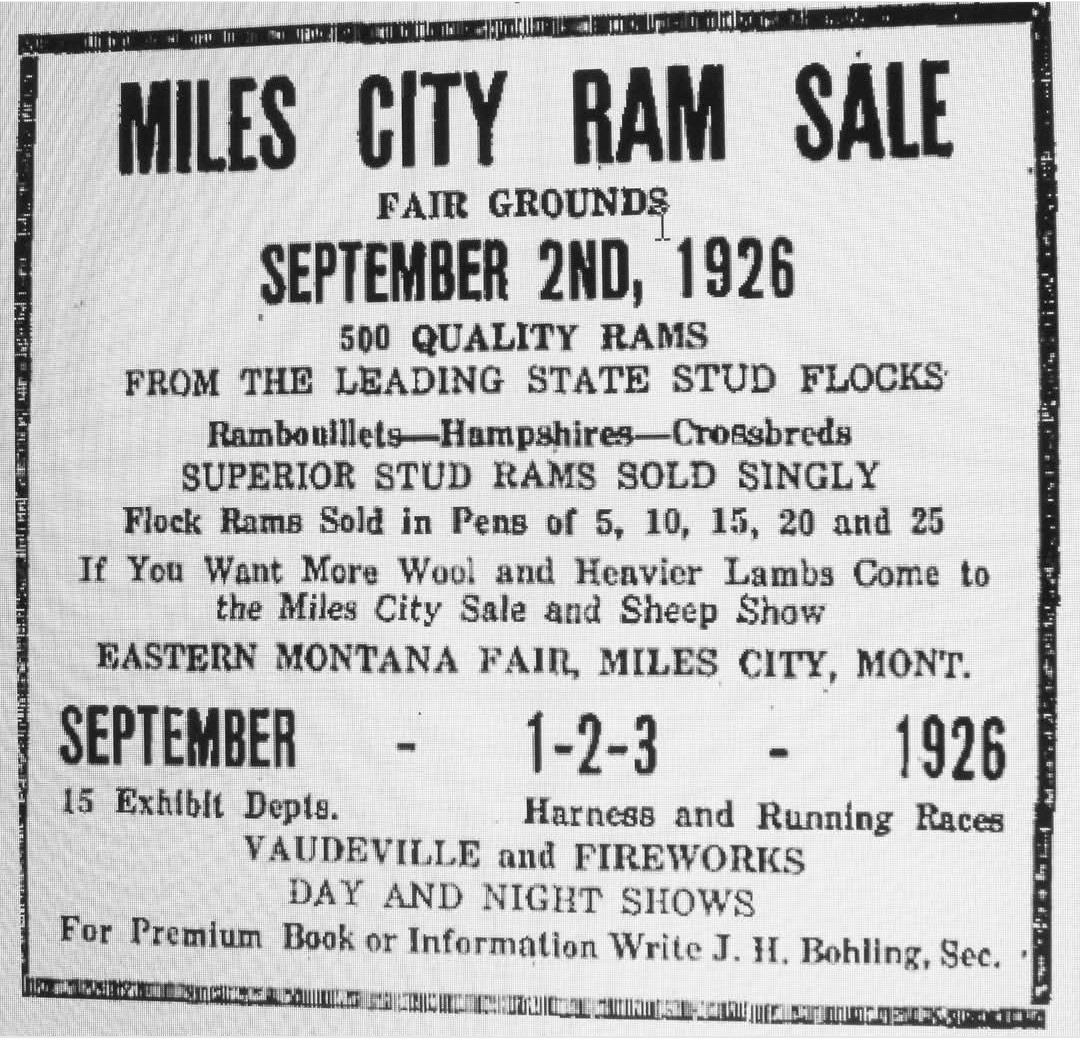 MILES CITY RAM SALE
FAIR GROUNDS
SEPTEMBER 2ND, 1926
500 QUALITY RAMS
FROM THE LEADING STATE STUD FLOCKS
Rambouillets—Hampshires—Crossbreds
SUPERIOR STUD RAMS SOLD SINGLY
Flock Rams Sold in Pens of 5, 10, 15, 20 and 25
If You Want More Wool and Heavier Lambs Come to
the Miles City Sale and Sheep Show
EASTERN MONTANA FAIR, MILES CITY, MONT.
SEPTEMBER - 1-2-3 - 1926
15 Exhibit Depts. Harness and Running Races
VAUDEVILLE and FIREWORKS
DAY AND NIGHT SHOWS
For Premium Book or Information Write J. H. Bohling, Sec.